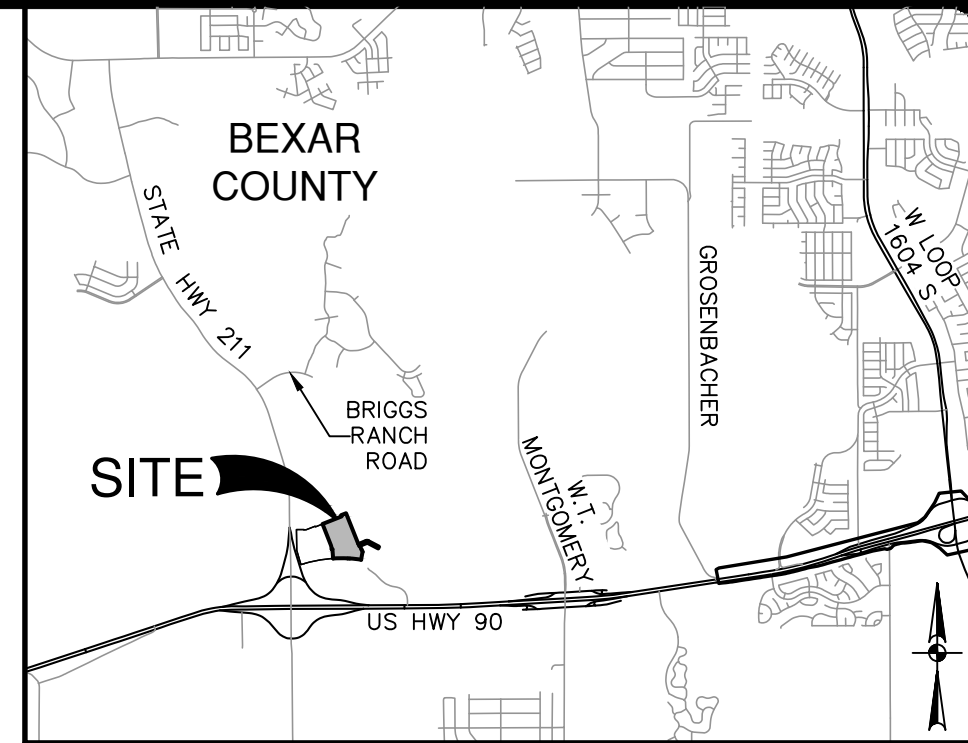 BEXAR
COUNTY
STATE HWY 211
W LOOP
1604 S
GROSENBACHER
BRIGGS
RANCH
ROAD
SITE
W.T.
MONTGOMERY
US HWY 90